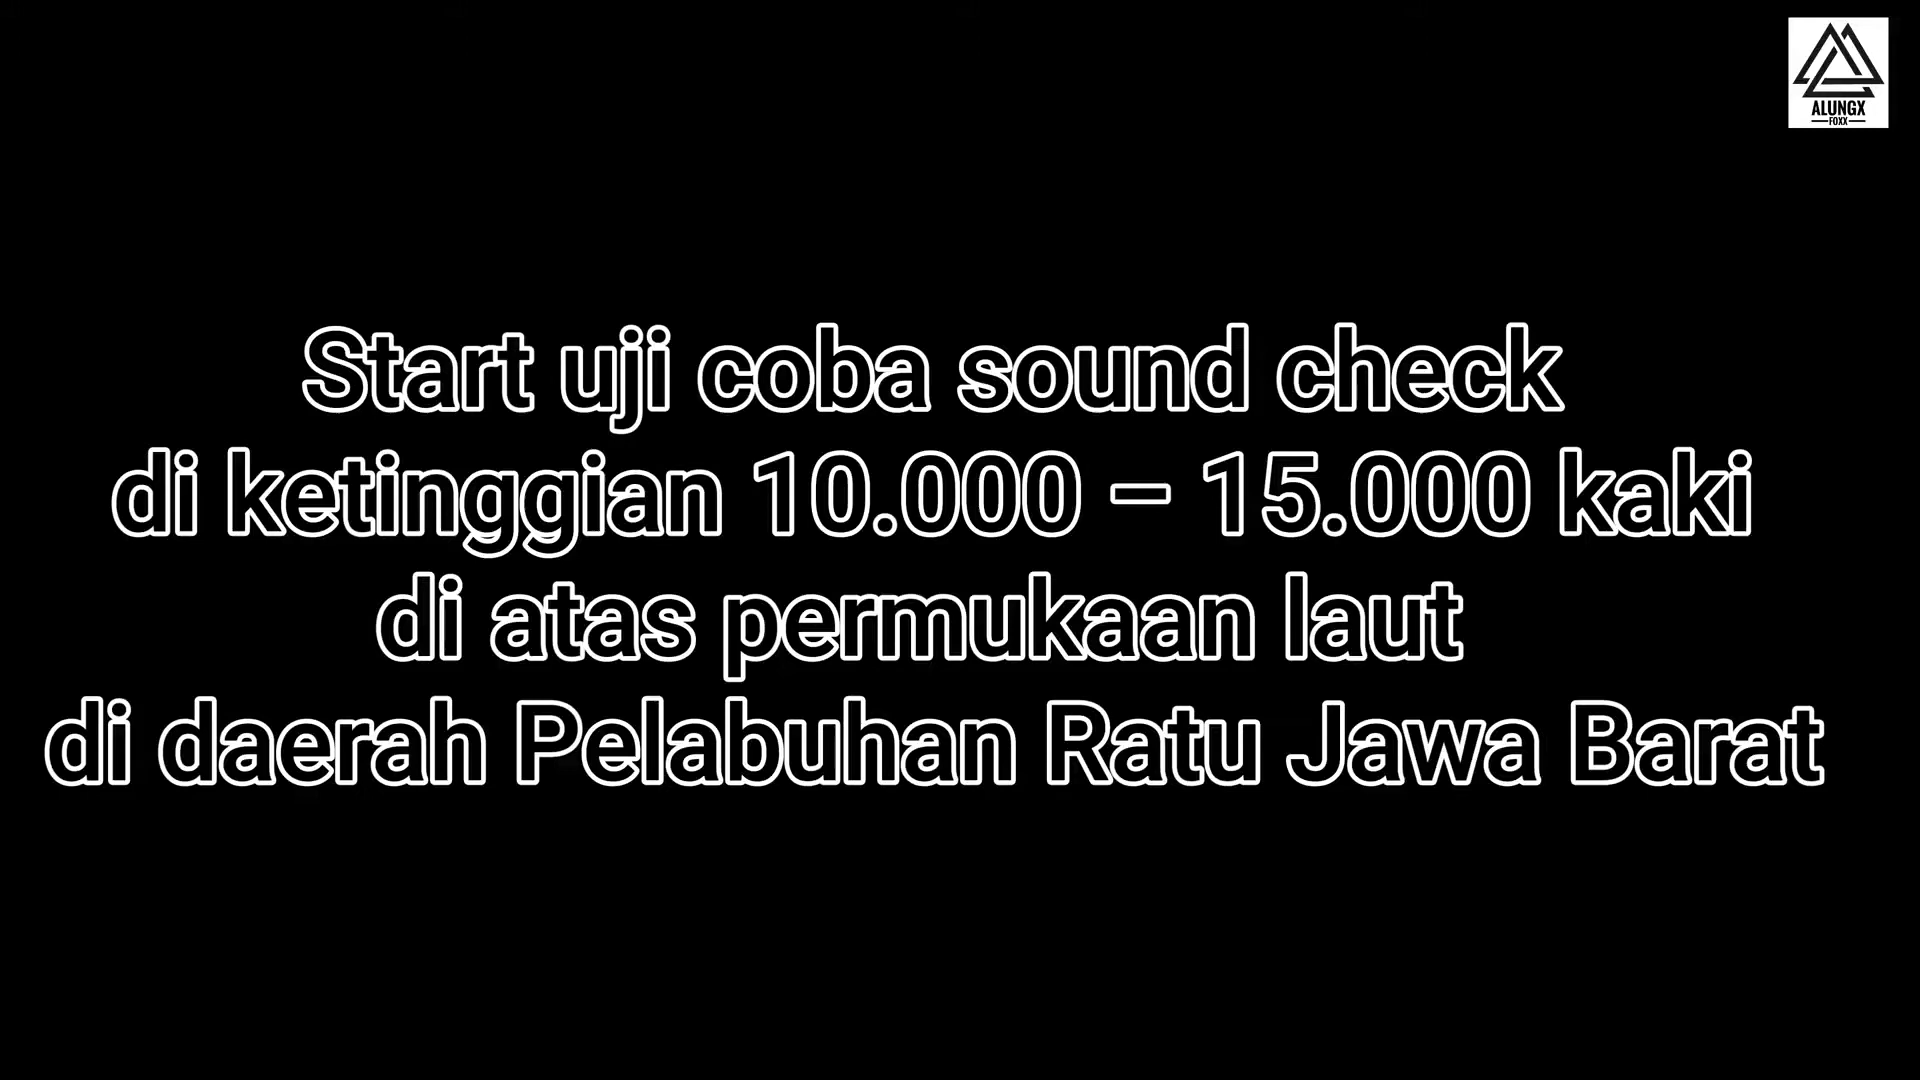 ALUNGX
FOXX
Start uji coba sound check
di ketinggian 10.000 – 15.000 kaki
di atas permukaan laut
di daerah Pelabuhan Ratu Jawa Barat